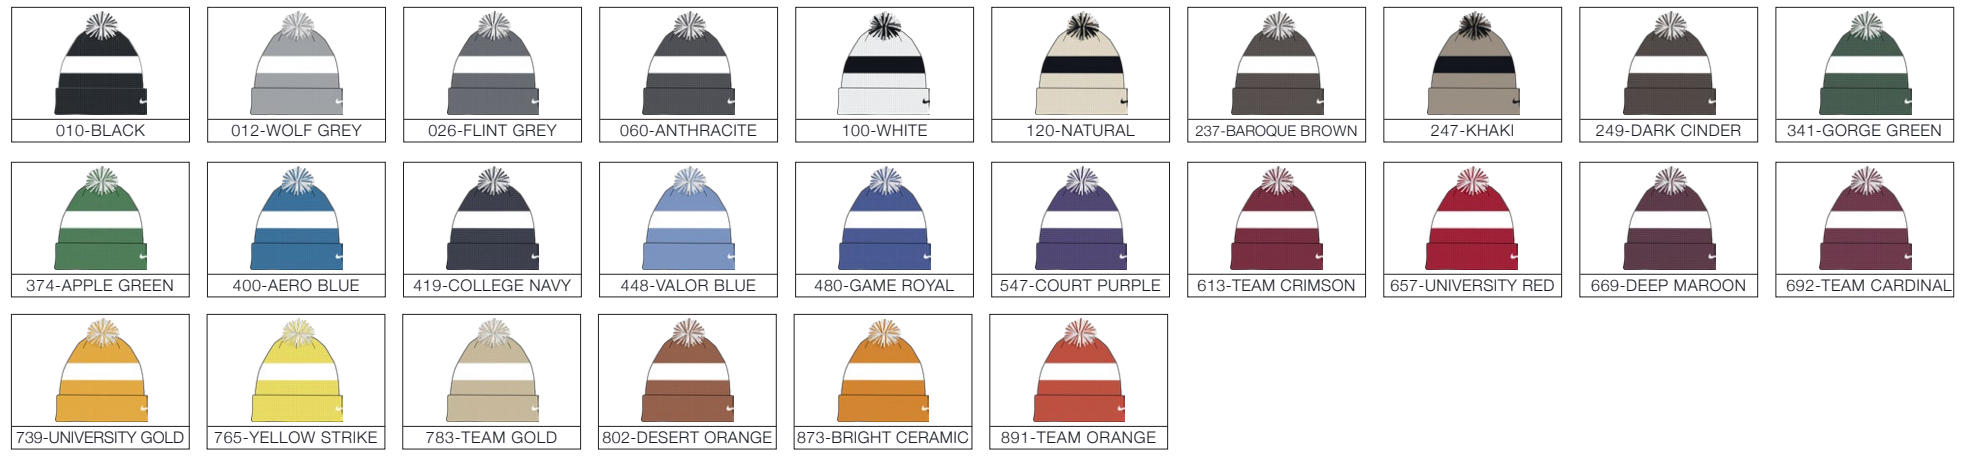 010-BLACK
012-WOLF GREY
026-FLINT GREY
060-ANTHRACITE
100-WHITE
120-NATURAL
237-BAROQUE BROWN
247-KHAKI
249-DARK CINDER
341-GORGE GREEN
374-APPLE GREEN
400-AERO BLUE
419-COLLEGE NAVY
448-VALOR BLUE
480-GAME ROYAL
547-COURT PURPLE
613-TEAM CRIMSON
657-UNIVERSITY RED
669-DEEP MAROON
692-TEAM CARDINAL
739-UNIVERSITY GOLD
765-YELLOW STRIKE
783-TEAM GOLD
802-DESERT ORANGE
873-BRIGHT CERAMIC
891-TEAM ORANGE